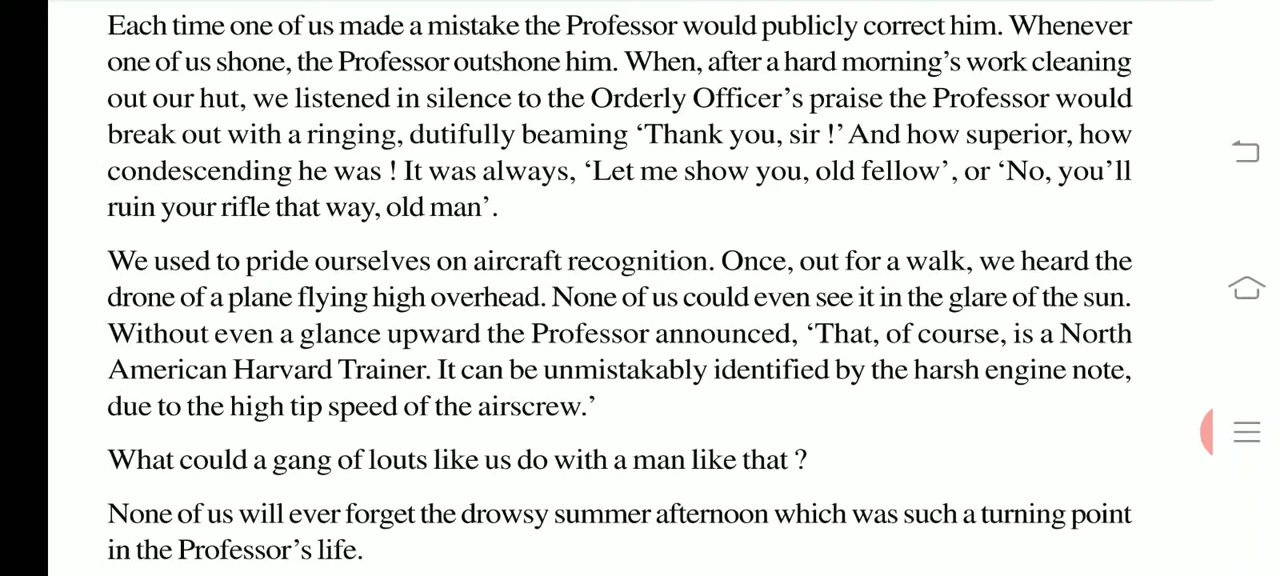 Each time one of us made a mistake the Professor would publicly correct him. Whenever
one of us shone, the Professor outshone him. When, after a hard morning’s work cleaning
out our hut, we listened in silence to the Orderly Officer’s praise the Professor would
break out with a ringing, dutifully beaming ‘Thank you, sir !’ And how superior, how
condescending he was ! It was always, ‘Let me show you, old fellow’, or ‘No, you’ll
ruin your rifle that way, old man’.
We used to pride ourselves on aircraft recognition. Once, out for a walk, we heard the
drone of a plane flying high overhead. None of us could even see it in the glare of the sun.
Without even a glance upward the Professor announced, ‘That, of course, is a North
American Harvard Trainer. It can be unmistakably identified by the harsh engine note,
due to the high tip speed of the airscrew.’
What could a gang of louts like us do with a man like that ?
None of us will ever forget the drowsy summer afternoon which was such a turning point
in the Professor’s life.